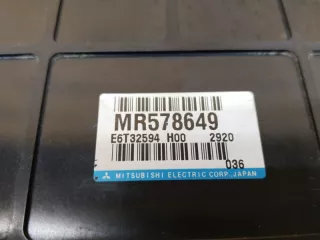 MR578649
E6T32594 H00 2920
036
MITSUBISHI ELECTRIC CORP. JAPAN